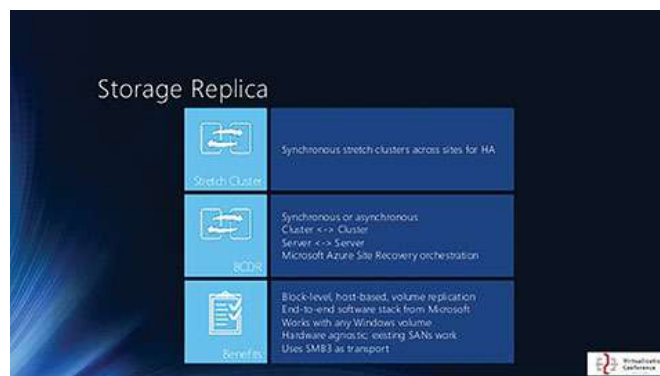 Storage Replica
Stretch Cluster
Synchronous stretch clusters across sites for HA
BCDR
Synchronous or asynchronous
Cluster <-> Cluster
Server <-> Server
Microsoft Azure Site Recovery orchestration
Benefits
Block-level, host-based, volume replication
End-to-end software stack from Microsoft
Works with any Windows volume
Hardware agnostic; existing SANs work
Uses SMB3 as transport
Conference